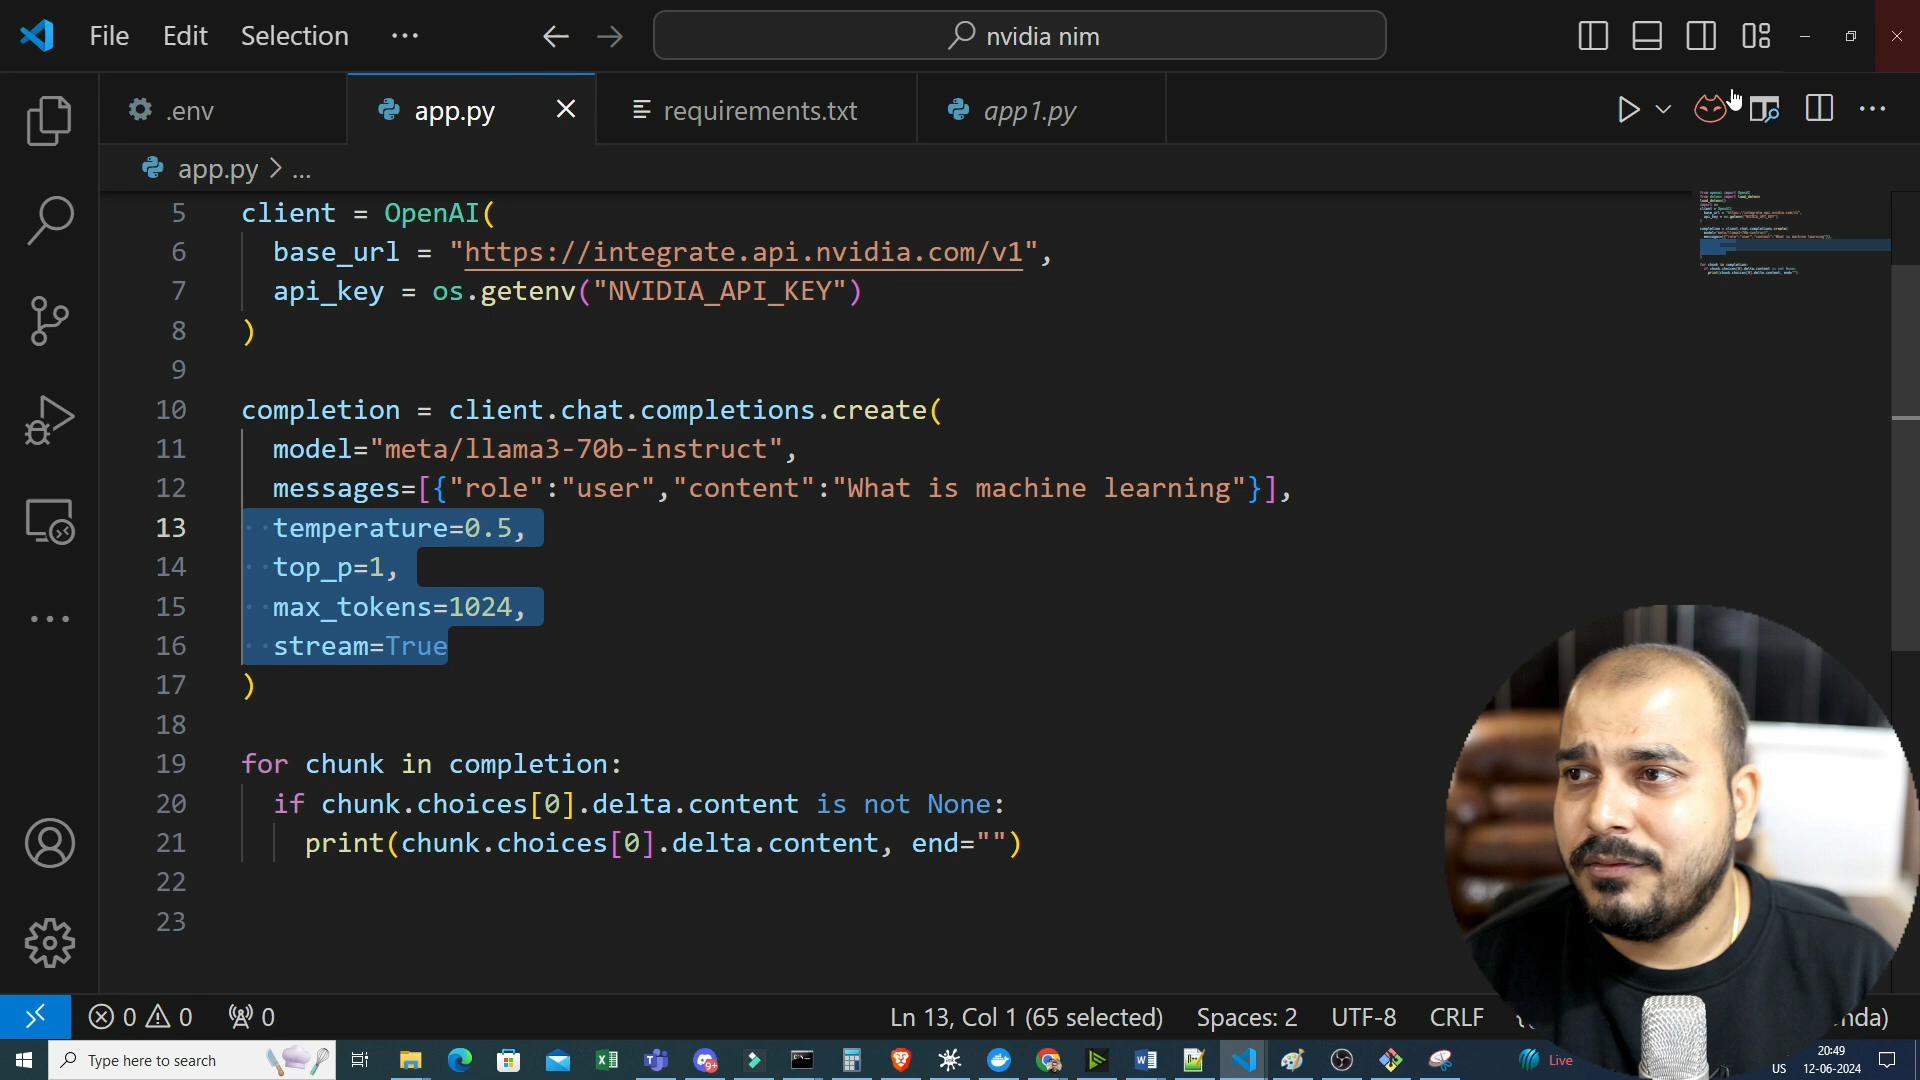 File Edit Selection ··· nvidia nim
.env app.py requirements.txt app1.py
app.py > ...
5 client = OpenAI(
6 base_url = "https://integrate.api.nvidia.com/v1",
7 api_key = os.getenv("NVIDIA_API_KEY")
8 )
9
10 completion = client.chat.completions.create(
11 model="meta/llama3-70b-instruct",
12 messages=[{"role":"user","content":"What is machine learning"}],
13 temperature=0.5,
14 top_p=1,
15 max_tokens=1024,
16 stream=True
17 )
18
19 for chunk in completion:
20 if chunk.choices[0].delta.content is not None:
21 print(chunk.choices[0].delta.content, end="")
22
23
0 0 0 Ln 13, Col 1 (65 selected) Spaces: 2 UTF-8 CRLF
Type here to search Live US 20:49
12-06-2024